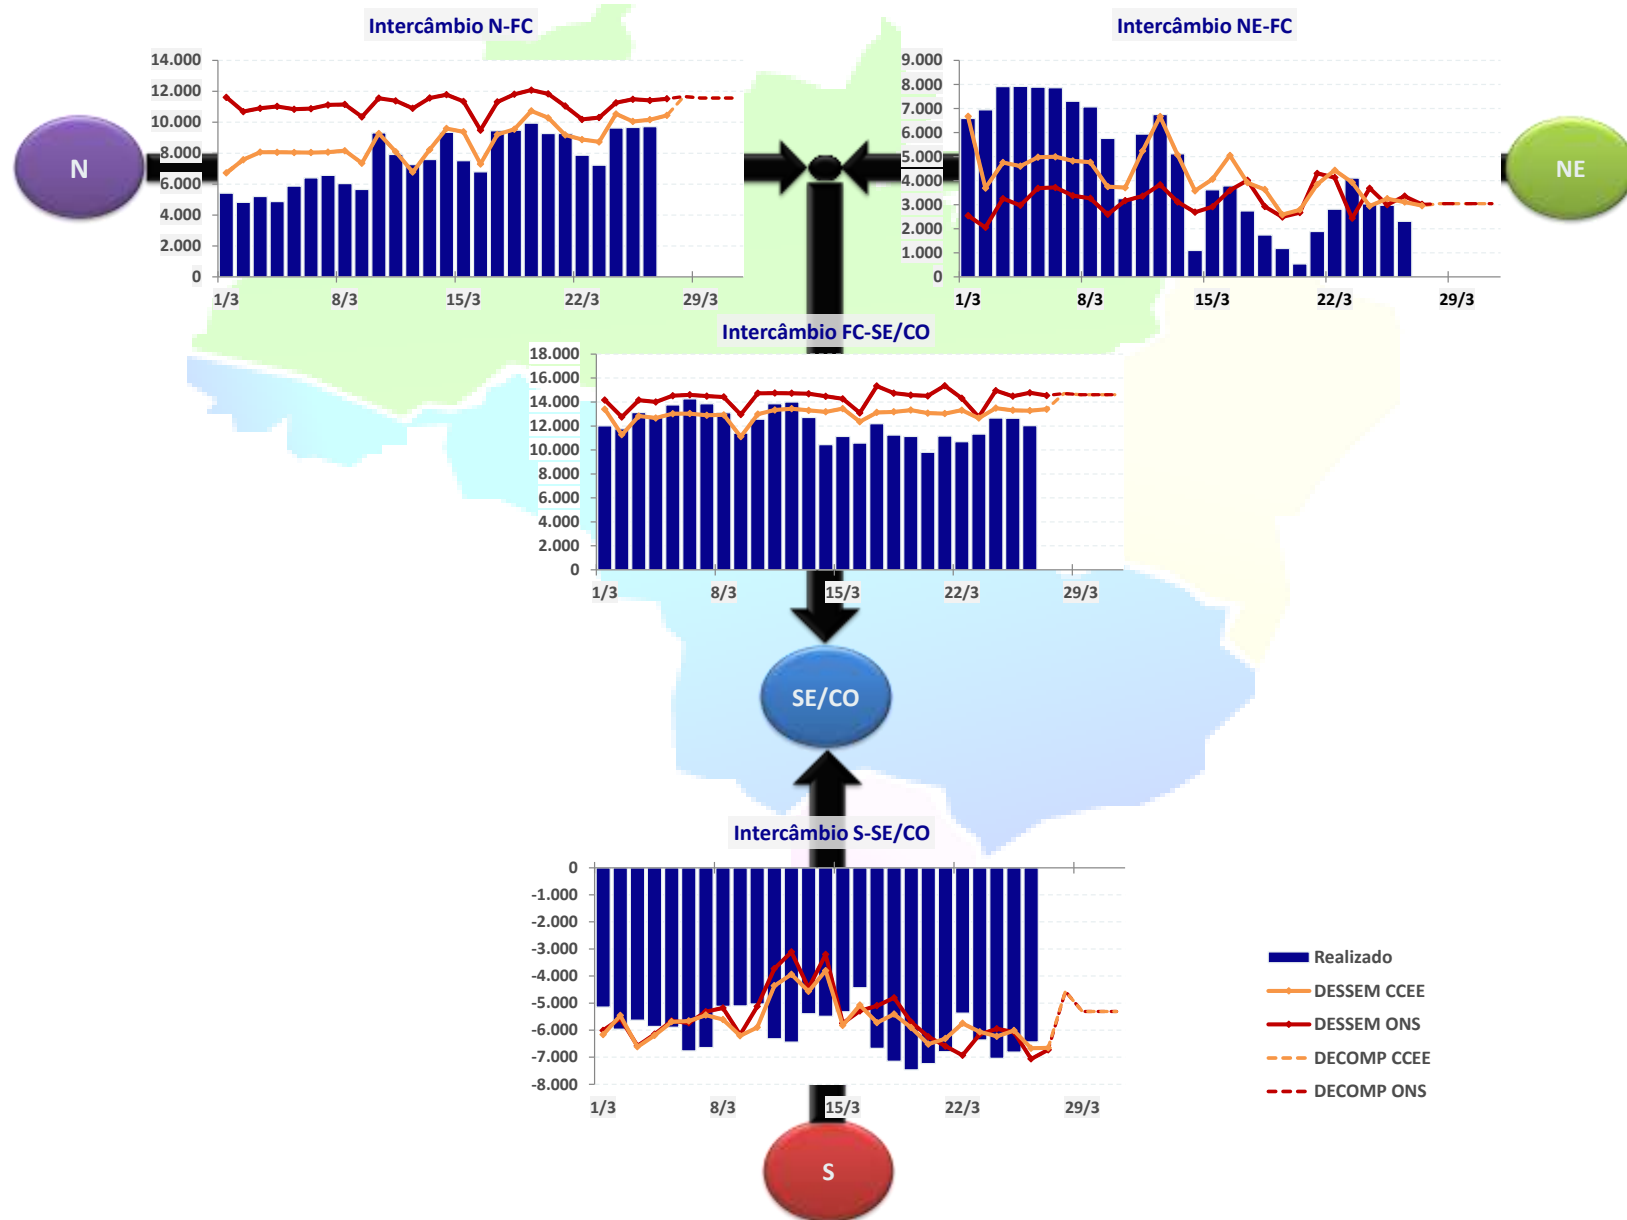 Intercâmbio N-FC
14.000
12.000
10.000
8.000
6.000
4.000
2.000
0
1/3 8/3 15/3 22/3 29/3
Intercâmbio NE-FC
9.000
8.000
7.000
6.000
5.000
4.000
3.000
2.000
1.000
0
1/3 8/3 15/3 22/3 29/3
N
NE
Intercâmbio FC-SE/CO
18.000
16.000
14.000
12.000
10.000
8.000
6.000
4.000
2.000
0
1/3 8/3 15/3 22/3 29/3
SE/CO
Intercâmbio S-SE/CO
0
-1.000
-2.000
-3.000
-4.000
-5.000
-6.000
-7.000
-8.000
1/3 8/3 15/3 22/3 29/3
Realizado
DESSEM CCEE
DESSEM ONS
DECOMP CCEE
DECOMP ONS
S